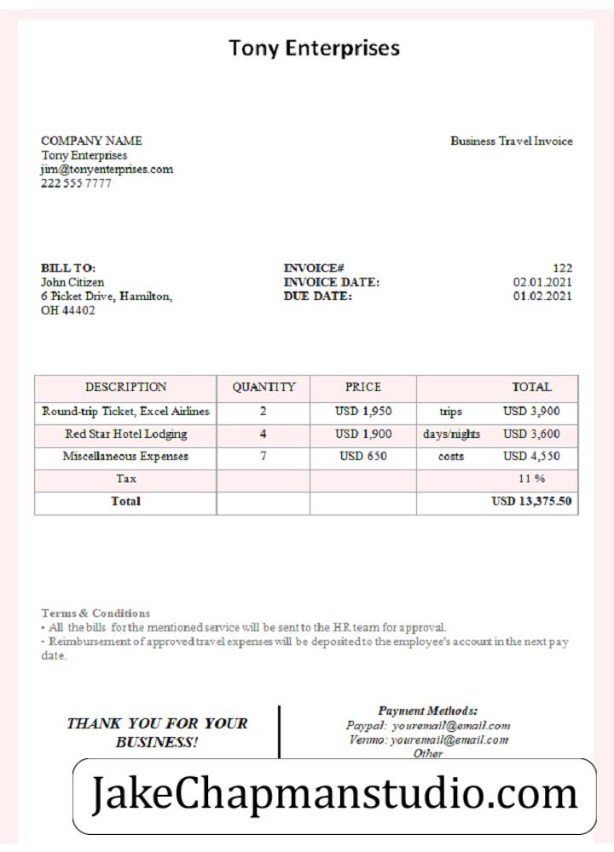 Tony Enterprises
COMPANY NAME
Business Travel Invoice
Tony Enterprises
jim@tonyenterprises.com
222 555 7777
BILL TO:
John Citizen
6 Picket Drive, Hamilton,
OH 44402
INVOICE# 122
INVOICE DATE: 02.01.2021
DUE DATE: 01.02.2021
DESCRIPTION QUANTITY PRICE TOTAL
Round-trip Ticket, Excel Airlines 2 USD 1,950 trips USD 3,900
Red Star Hotel Lodging 4 USD 1,900 days/nights USD 3,600
Miscellaneous Expenses 7 USD 650 costs USD 4,550
Tax 11 %
Total USD 13,375.50
Terms & Conditions
• All the bills for the mentioned service will be sent to the HR team for approval.
- Reimbursement of approved travel expenses will be deposited to the employee's account in the next pay
date.
THANK YOU FOR YOUR
BUSINESS!
Payment Methods:
Paypal: youremail@email.com
Venmo: youremail@email.com
Other
JakeChapmanstudio.com